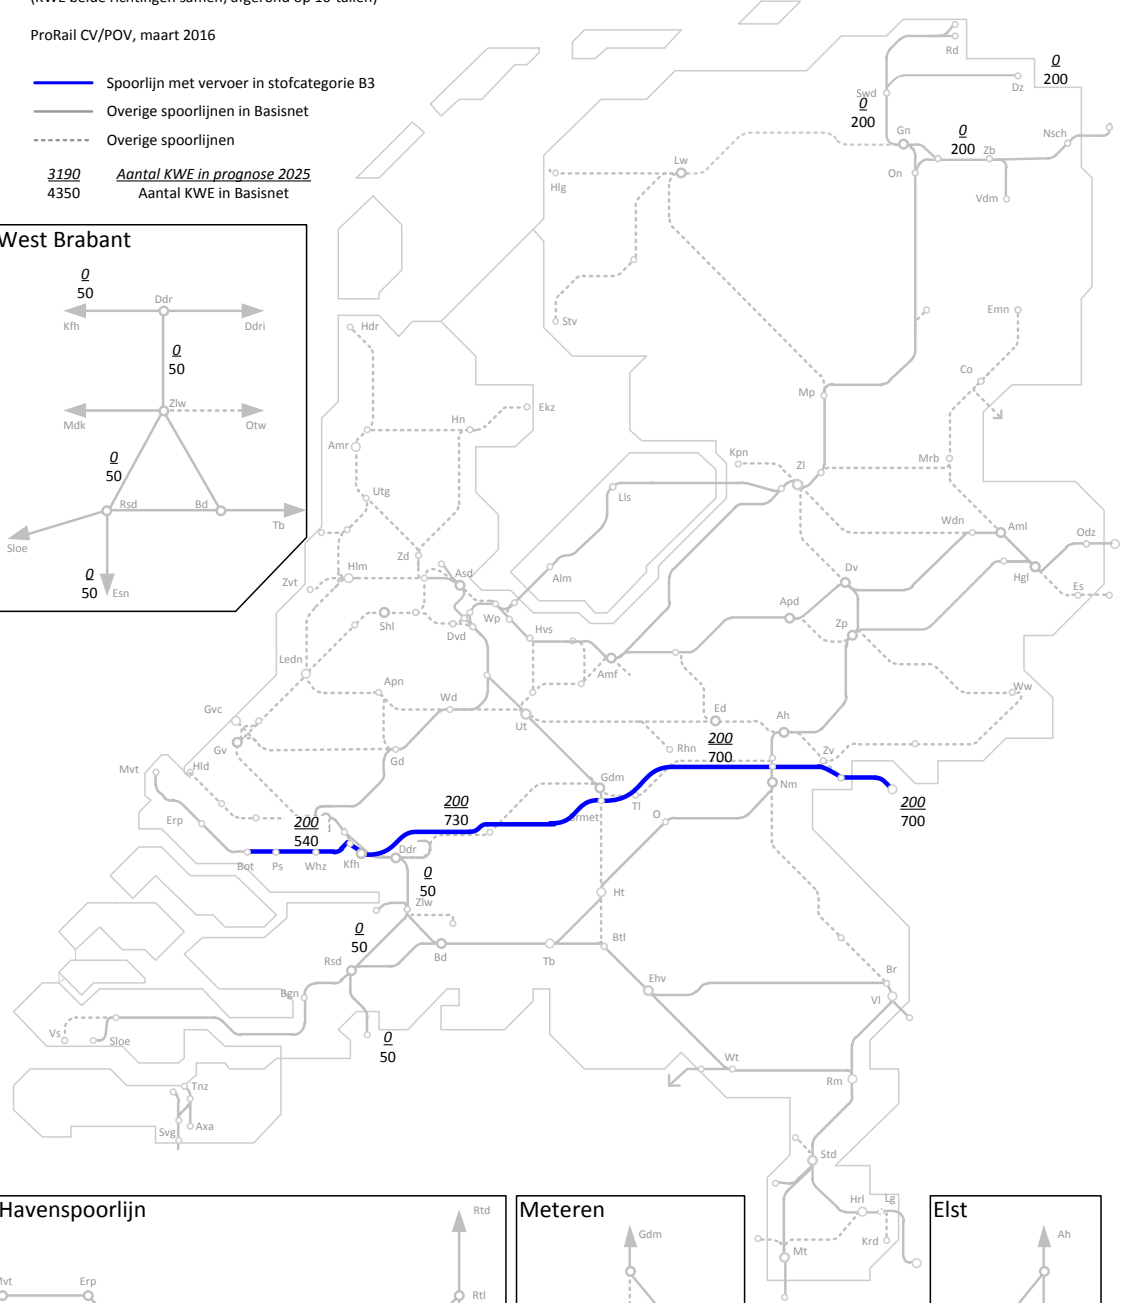 (KWE beide richtingen samen, afgerond op 10-tallen)
ProRail CV/POV, maart 2016
Spoorlijn met vervoer in stofcategorie B3
Overige spoorlijnen in Basisnet
Overige spoorlijnen
3190 Aantal KWE in prognose 2025
4350 Aantal KWE in Basisnet
West Brabant
0
50
Ddr
Kfh
Ddri
0
50
Zlw
Mdk
Otw
0
50
Rsd
Bd
Tb
Sloe
0
50
Esn
Rd
0
200
Dz
Swd
0
200
Gn
0
200
Zb
Nsch
On
Vdm
Lw
Hlg
Stv
Hdr
Emn
Co
Mp
Ekz
Hn
Amr
Kpn
Zl
Mrb
Utg
Lls
Wdn
Aml
Odz
Zd
Hlm
Asd
Alm
Dv
Hgl
Es
Zvt
Shl
Wp
Dvd
Hvs
Apd
Zp
Ledn
Amf
Apn
Wd
Ww
Gvc
Gv
Ut
Ed
Ah
Rhn
200
700
Zv
Gd
Mvt
Hld
Gdm
Nm
Tl
200
700
Erp
200
730
rmet
O
200
540
Bot
Ps
Whz
Kfh
Ddr
0
50
Zlw
Ht
0
50
Btl
Rsd
Bd
Tb
Ehv
Br
Vl
Bgn
Vs
Sloe
0
50
Wt
Rm
Tnz
Svg
Axa
Std
Hrl
Lg
Krd
Mt
Havenspoorlijn
Rtd
Mvt
Erp
Rtl
Meteren
Gdm
Elst
Ah